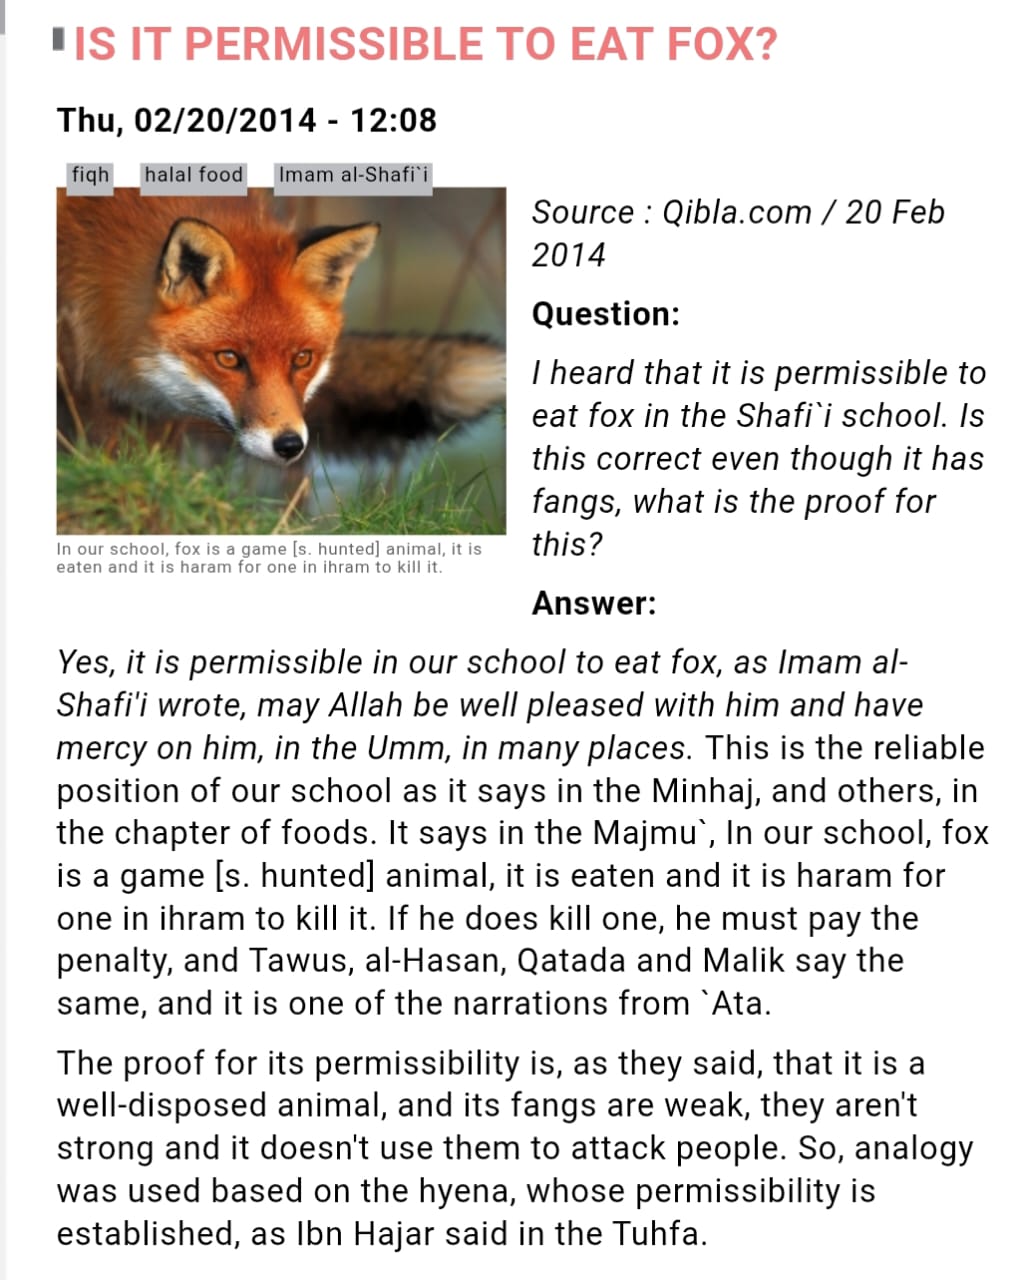 IS IT PERMISSIBLE TO EAT FOX?
Thu, 02/20/2014 - 12:08
fiqh halal food Imam al-Shafi`i
In our school, fox is a game [s. hunted] animal, it is
eaten and it is haram for one in ihram to kill it.
Source : Qibla.com / 20 Feb
2014
Question:
I heard that it is permissible to
eat fox in the Shafi`i school. Is
this correct even though it has
fangs, what is the proof for
this?
Answer:
Yes, it is permissible in our school to eat fox, as Imam al-
Shafi'i wrote, may Allah be well pleased with him and have
mercy on him, in the Umm, in many places. This is the reliable
position of our school as it says in the Minhaj, and others, in
the chapter of foods. It says in the Majmu`, In our school, fox
is a game [s. hunted] animal, it is eaten and it is haram for
one in ihram to kill it. If he does kill one, he must pay the
penalty, and Tawus, al-Hasan, Qatada and Malik say the
same, and it is one of the narrations from `Ata.
The proof for its permissibility is, as they said, that it is a
well-disposed animal, and its fangs are weak, they aren't
strong and it doesn't use them to attack people. So, analogy
was used based on the hyena, whose permissibility is
established, as Ibn Hajar said in the Tuhfa.